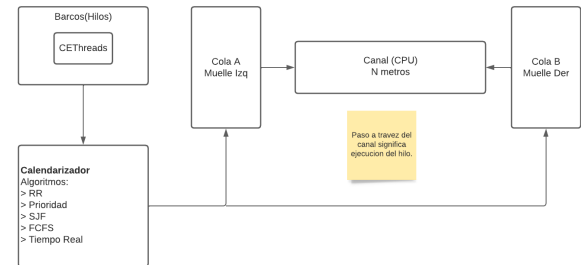 Barcos(Hilos)
CEThreads
Cola A
Muelle Izq
Canal (CPU)
N metros
Cola B
Muelle Der
Paso a travez del
canal significa
ejecucion del hilo.
Calendarizador
Algoritmos:
> RR
> Prioridad
> SJF
> FCFS
> Tiempo Real